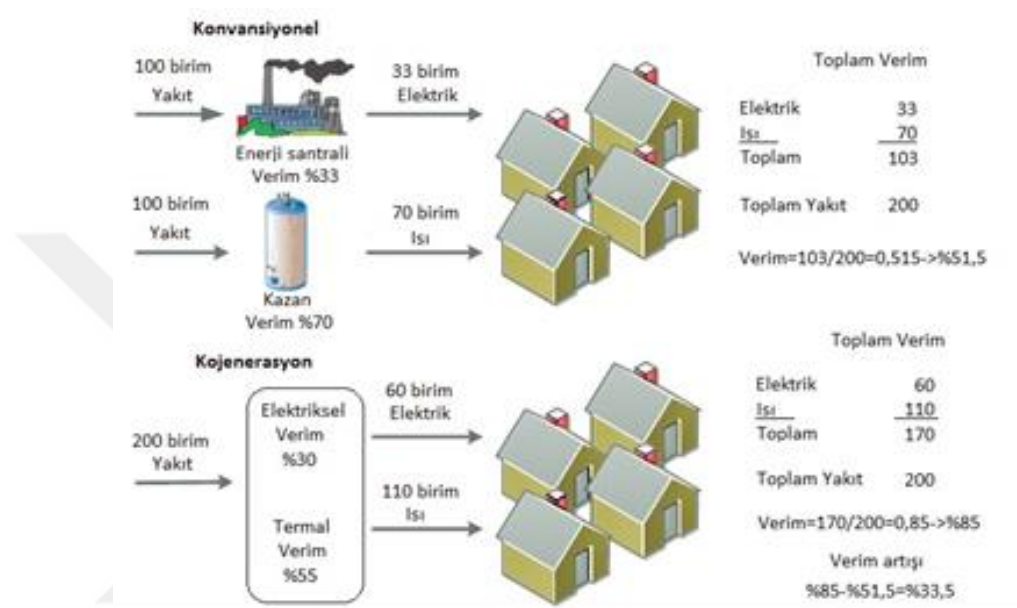 Konvansiyonel
100 birim
Yakıt
Enerji santrali
Verim %33
33 birim
Elektrik
100 birim
Yakıt
Kazan
Verim %70
70 birim
Isı
Toplam Verim
Elektrik 33
Isı 70
Toplam 103
Toplam Yakıt 200
Verim=103/200=0,515->%51,5
Kojenerasyon
200 birim
Yakıt
Elektriksel
Verim
%30
Termal
Verim
%55
60 birim
Elektrik
110 birim
Isı
Toplam Verim
Elektrik 60
Isı 110
Toplam 170
Toplam Yakıt 200
Verim=170/200=0,85->%85
Verim artışı
%85-%51,5=%33,5